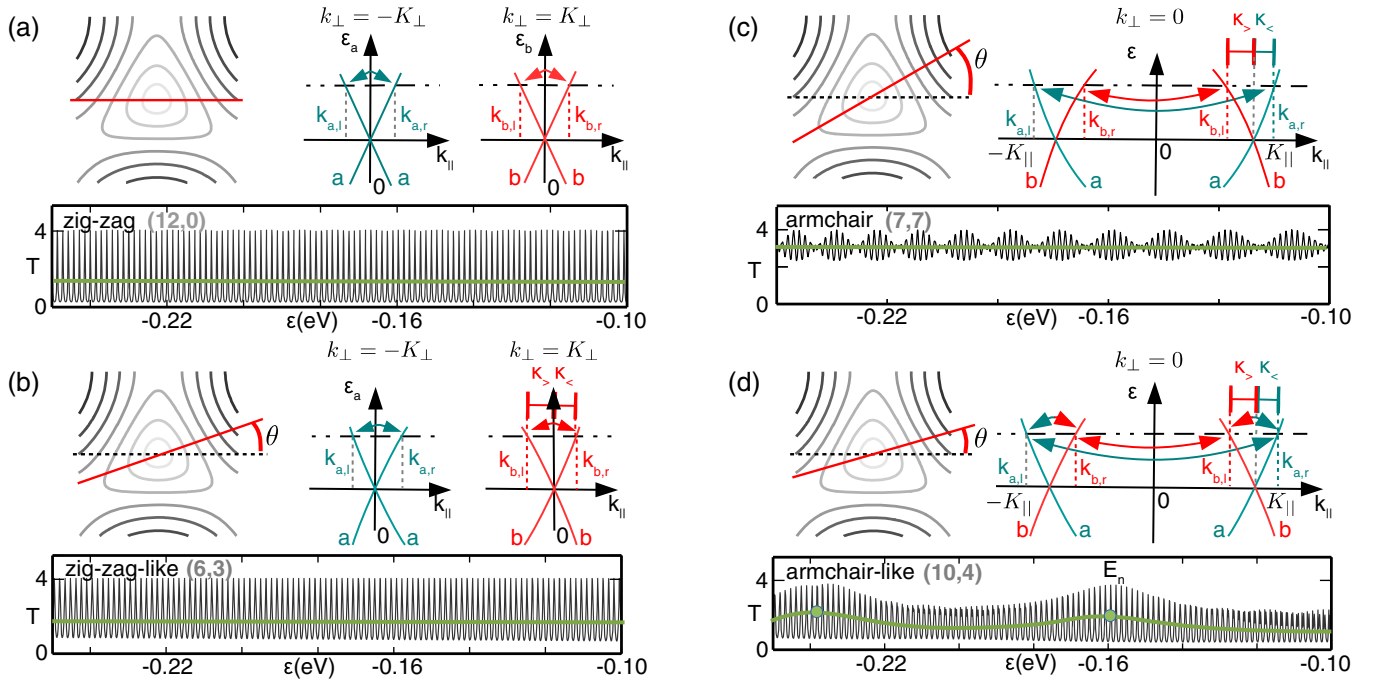 (a)
k⊥ = −K⊥
k⊥ = K⊥
εa
εb
ka,l
ka,r
kb,l
kb,r
k||
k||
a
0
a
b
0
b
zig-zag (12,0)
4
T
0
-0.22
ε(eV)
-0.16
-0.10
(b)
θ
k⊥ = −K⊥
k⊥ = K⊥
κ> κ<
εa
ka,l
ka,r
kb,l
kb,r
k||
k||
a
0
a
b
0
b
zig-zag-like (6,3)
4
T
0
-0.22
ε(eV)
-0.16
-0.10
(c)
θ
k⊥ = 0
κ> κ<
ε
ka,l
kb,r
kb,l
ka,r
−K||
0
K||
k||
b
a
a
b
armchair (7,7)
4
T
0
-0.22
ε(eV)
-0.16
-0.10
(d)
θ
k⊥ = 0
κ> κ<
ε
ka,l
kb,r
kb,l
ka,r
−K||
0
K||
k||
b
a
a
b
armchair-like (10,4)
En
4
T
0
-0.22
ε(eV)
-0.16
-0.10